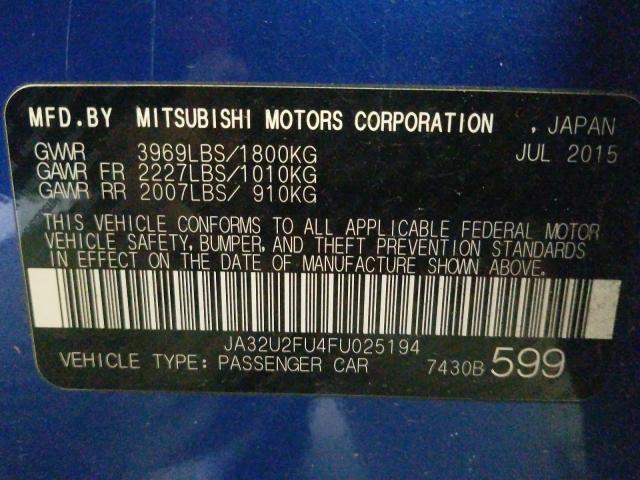 MFD.BY MITSUBISHI MOTORS CORPORATION , JAPAN
GVWR 3969LBS/1800KG JUL 2015
GAWR FR 2227LBS/1010KG
GAWR RR 2007LBS/ 910KG
THIS VEHICLE CONFORMS TO ALL APPLICABLE FEDERAL MOTOR
VEHICLE SAFETY, BUMPER, AND THEFT PREVENTION STANDARDS
IN EFFECT ON THE DATE OF MANUFACTURE SHOWN ABOVE.
JA32U2FU4FU025194
VEHICLE TYPE: PASSENGER CAR 7430B 599